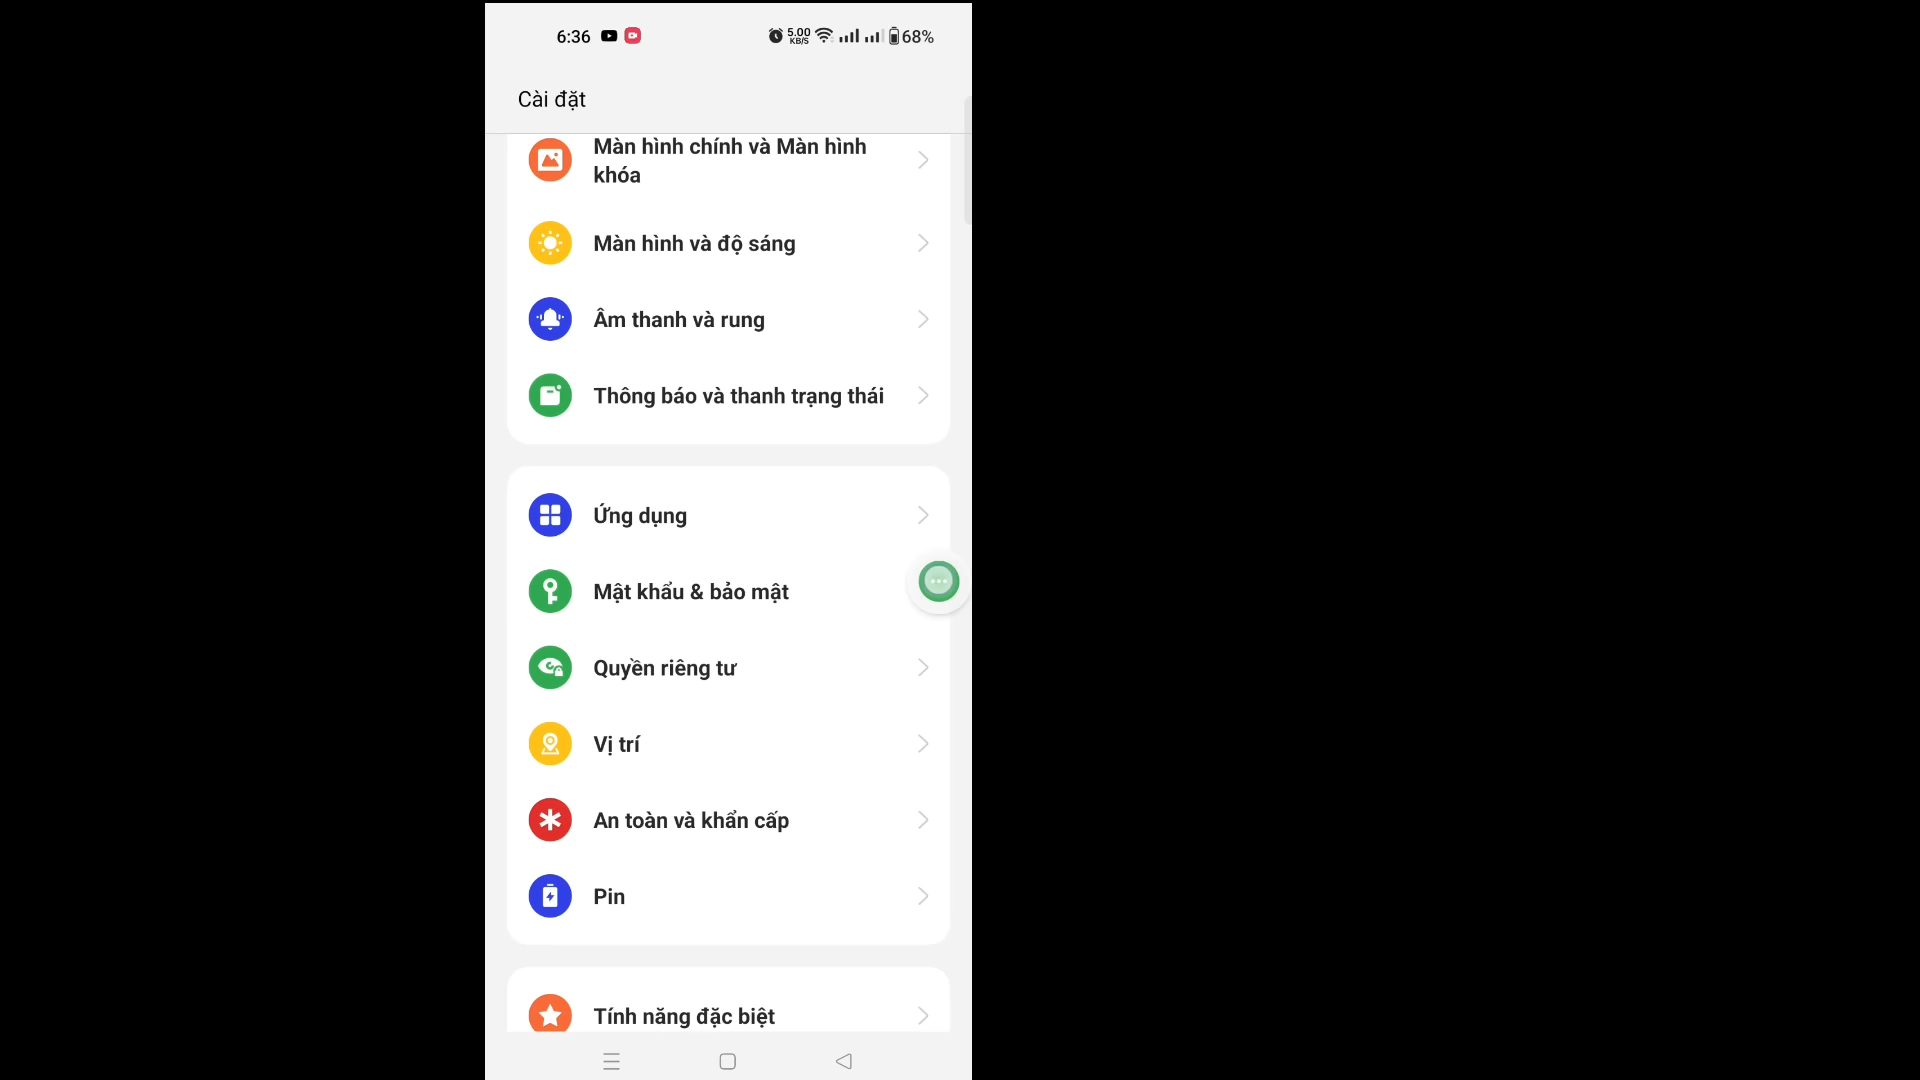 6:36 5.00 KB/S 68%
Cài đặt
Màn hình chính và Màn hình
khóa
Màn hình và độ sáng
Âm thanh và rung
Thông báo và thanh trạng thái
Ứng dụng
Mật khẩu & bảo mật
Quyền riêng tư
Vị trí
An toàn và khẩn cấp
Pin
Tính năng đặc biệt